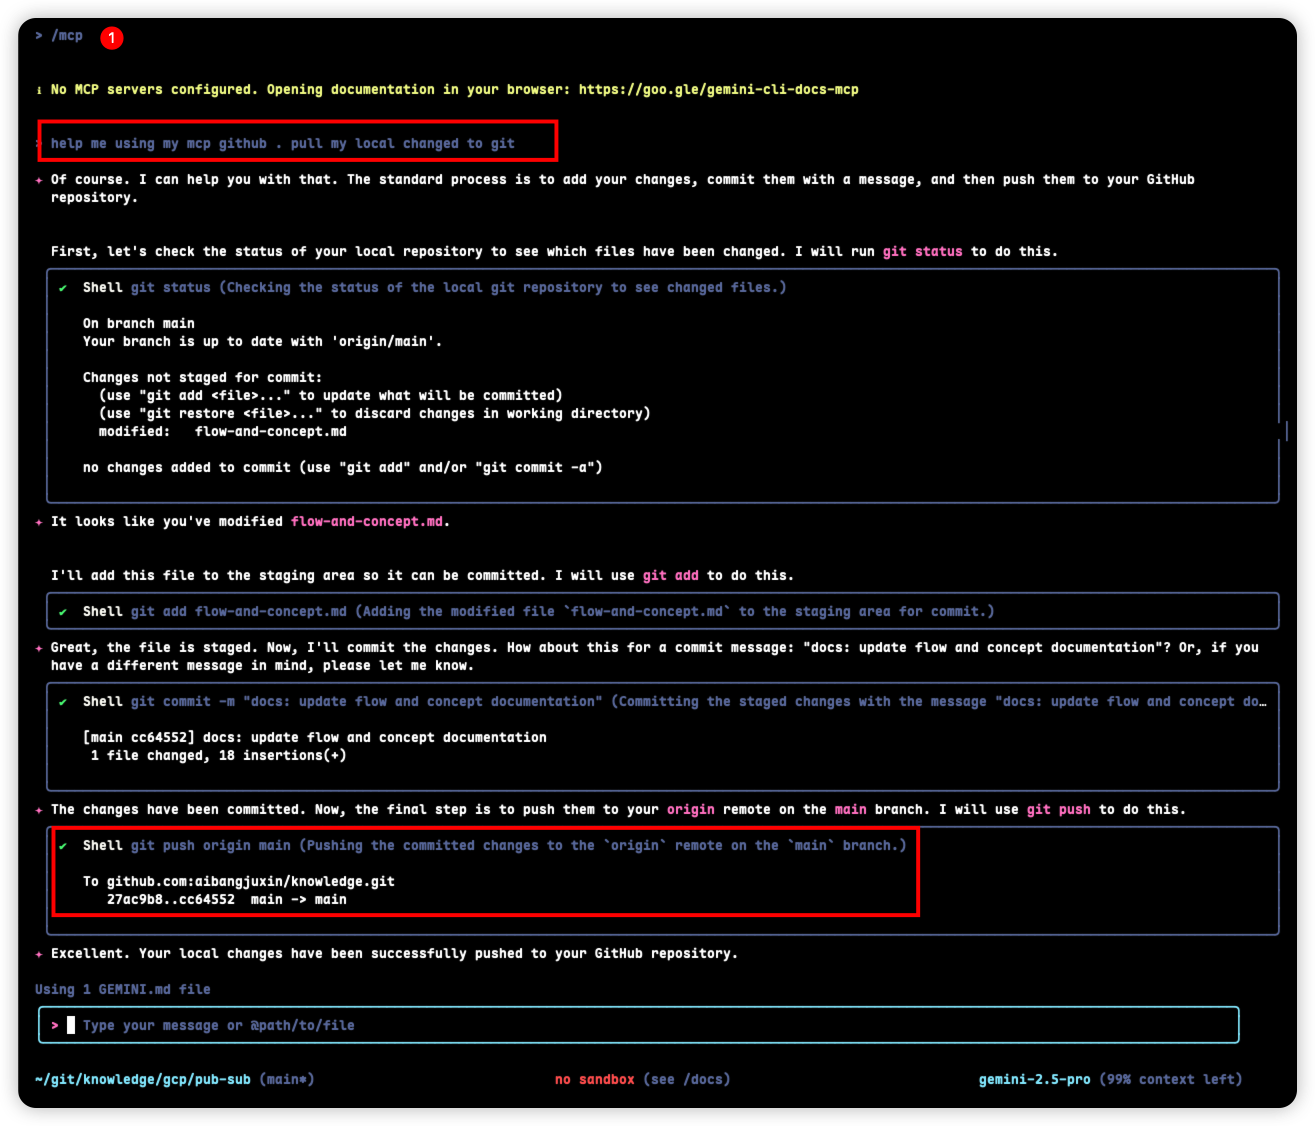 > /mcp 1
i No MCP servers configured. Opening documentation in your browser: https://goo.gle/gemini-cli-docs-mcp
> help me using my mcp github . pull my local changed to git
✦ Of course. I can help you with that. The standard process is to add your changes, commit them with a message, and then push them to your GitHub
repository.
First, let's check the status of your local repository to see which files have been changed. I will run git status to do this.
✔ Shell git status (Checking the status of the local git repository to see changed files.)
On branch main
Your branch is up to date with 'origin/main'.
Changes not staged for commit:
(use "git add <file>..." to update what will be committed)
(use "git restore <file>..." to discard changes in working directory)
modified: flow-and-concept.md
no changes added to commit (use "git add" and/or "git commit -a")
✦ It looks like you've modified flow-and-concept.md.
I'll add this file to the staging area so it can be committed. I will use git add to do this.
✔ Shell git add flow-and-concept.md (Adding the modified file `flow-and-concept.md` to the staging area for commit.)
✦ Great, the file is staged. Now, I'll commit the changes. How about this for a commit message: "docs: update flow and concept documentation"? Or, if you
have a different message in mind, please let me know.
✔ Shell git commit -m "docs: update flow and concept documentation" (Committing the staged changes with the message "docs: update flow and concept do…
[main cc64552] docs: update flow and concept documentation
1 file changed, 18 insertions(+)
✦ The changes have been committed. Now, the final step is to push them to your origin remote on the main branch. I will use git push to do this.
✔ Shell git push origin main (Pushing the committed changes to the `origin` remote on the `main` branch.)
To github.com:aibangjuxin/knowledge.git
27ac9b8..cc64552 main -> main
✦ Excellent. Your local changes have been successfully pushed to your GitHub repository.
Using 1 GEMINI.md file
> Type your message or @path/to/file
~/git/knowledge/gcp/pub-sub (main*) no sandbox (see /docs) gemini-2.5-pro (99% context left)